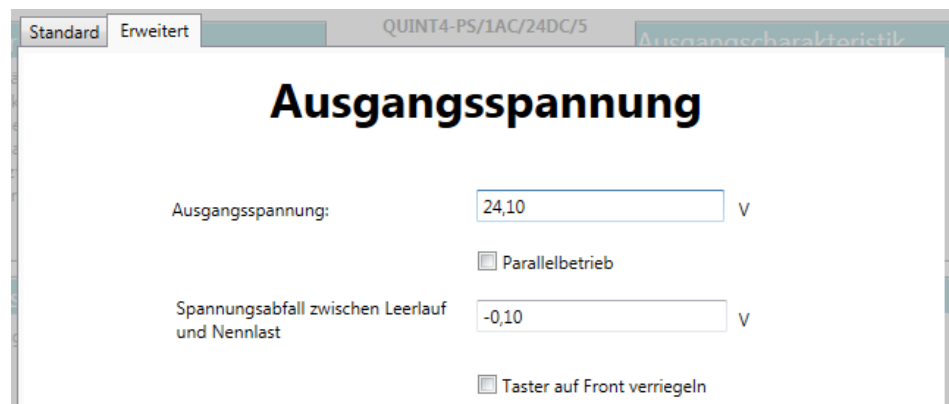 QUINT4-PS/1AC/24DC/5
Standard
Erweitert
Ausgangscharakteristik
Ausgangsspannung
Ausgangsspannung:
24,10
V
Parallelbetrieb
Spannungsabfall zwischen Leerlauf
und Nennlast
-0,10
V
Taster auf Front verriegeln